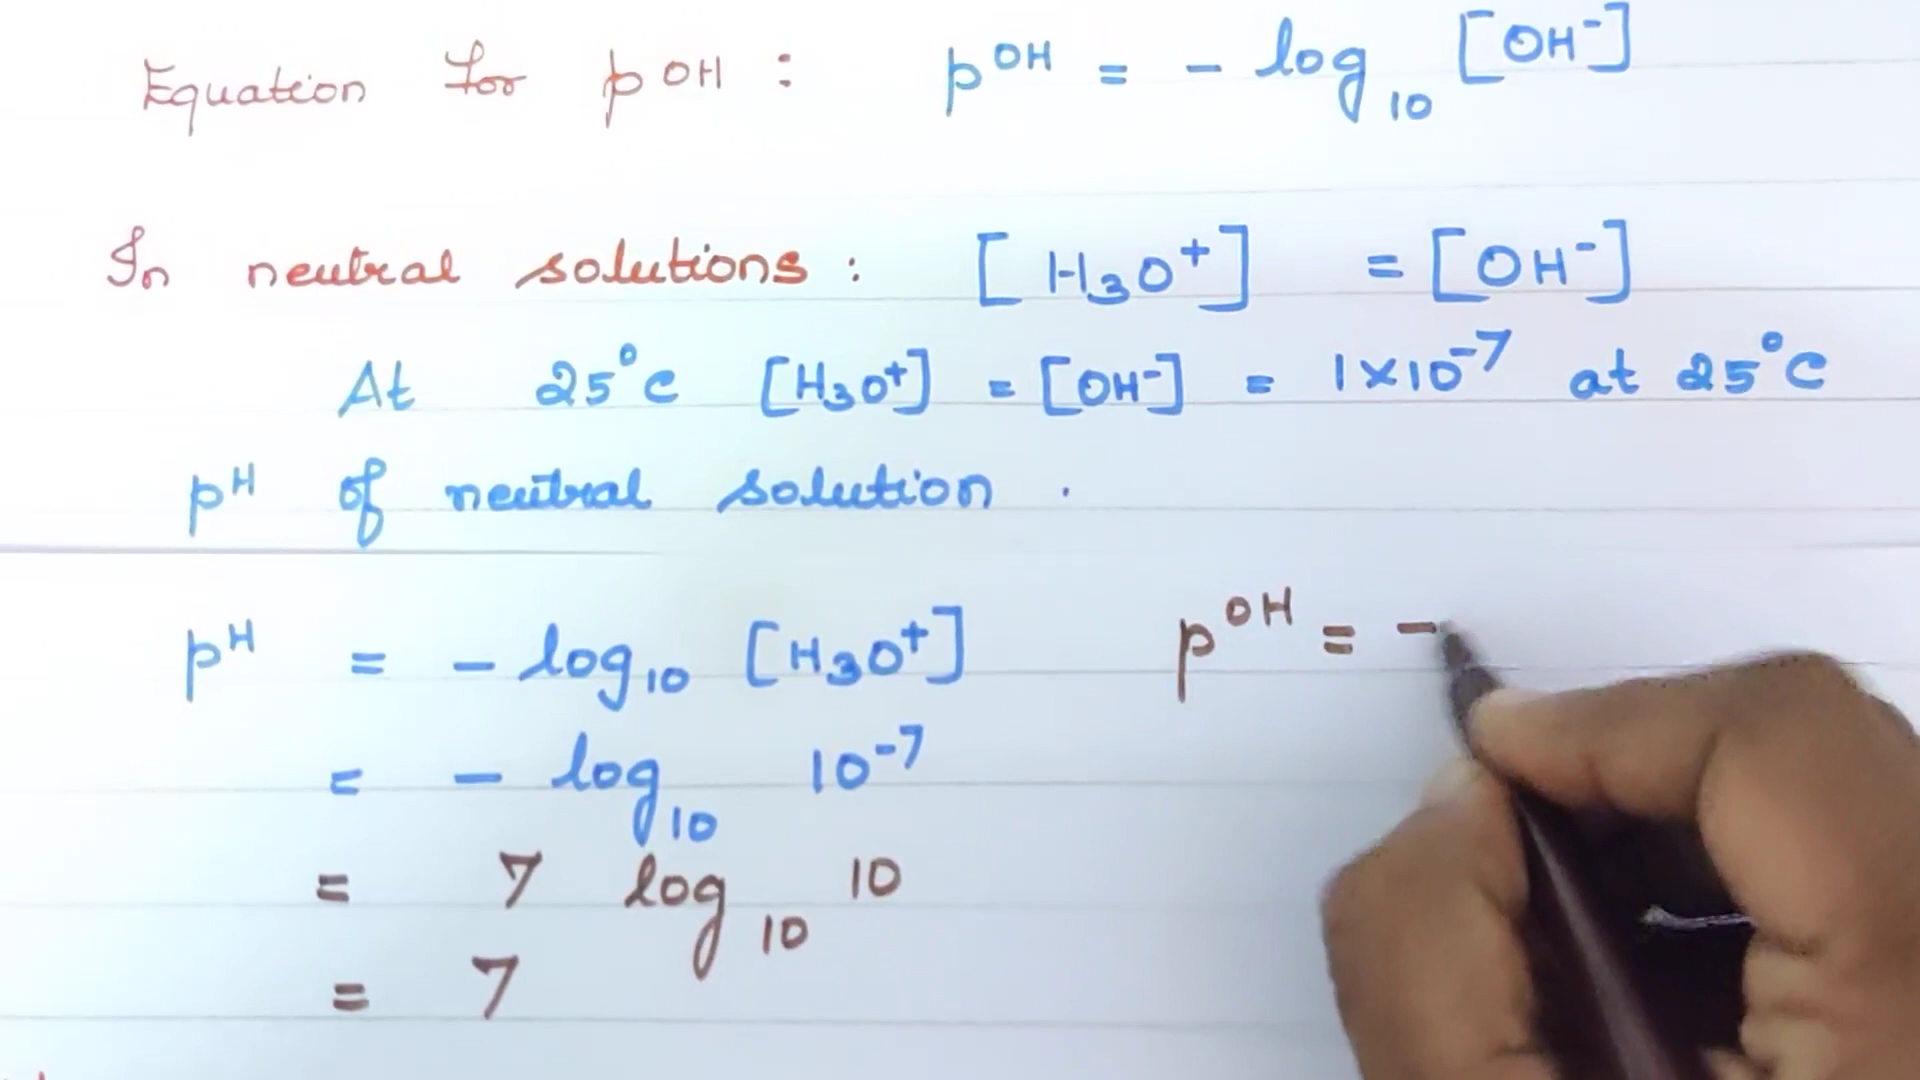 Equation for pOH : pOH = - log10 [OH-]
In neutral solutions : [H3O+] = [OH-]
At 25°C [H3O+] = [OH-] = 1×10^-7 at 25°C
pH of neutral solution .
pH = - log10 [H3O+]
= - log10 10^-7
= 7 log10 10
= 7
pOH = -